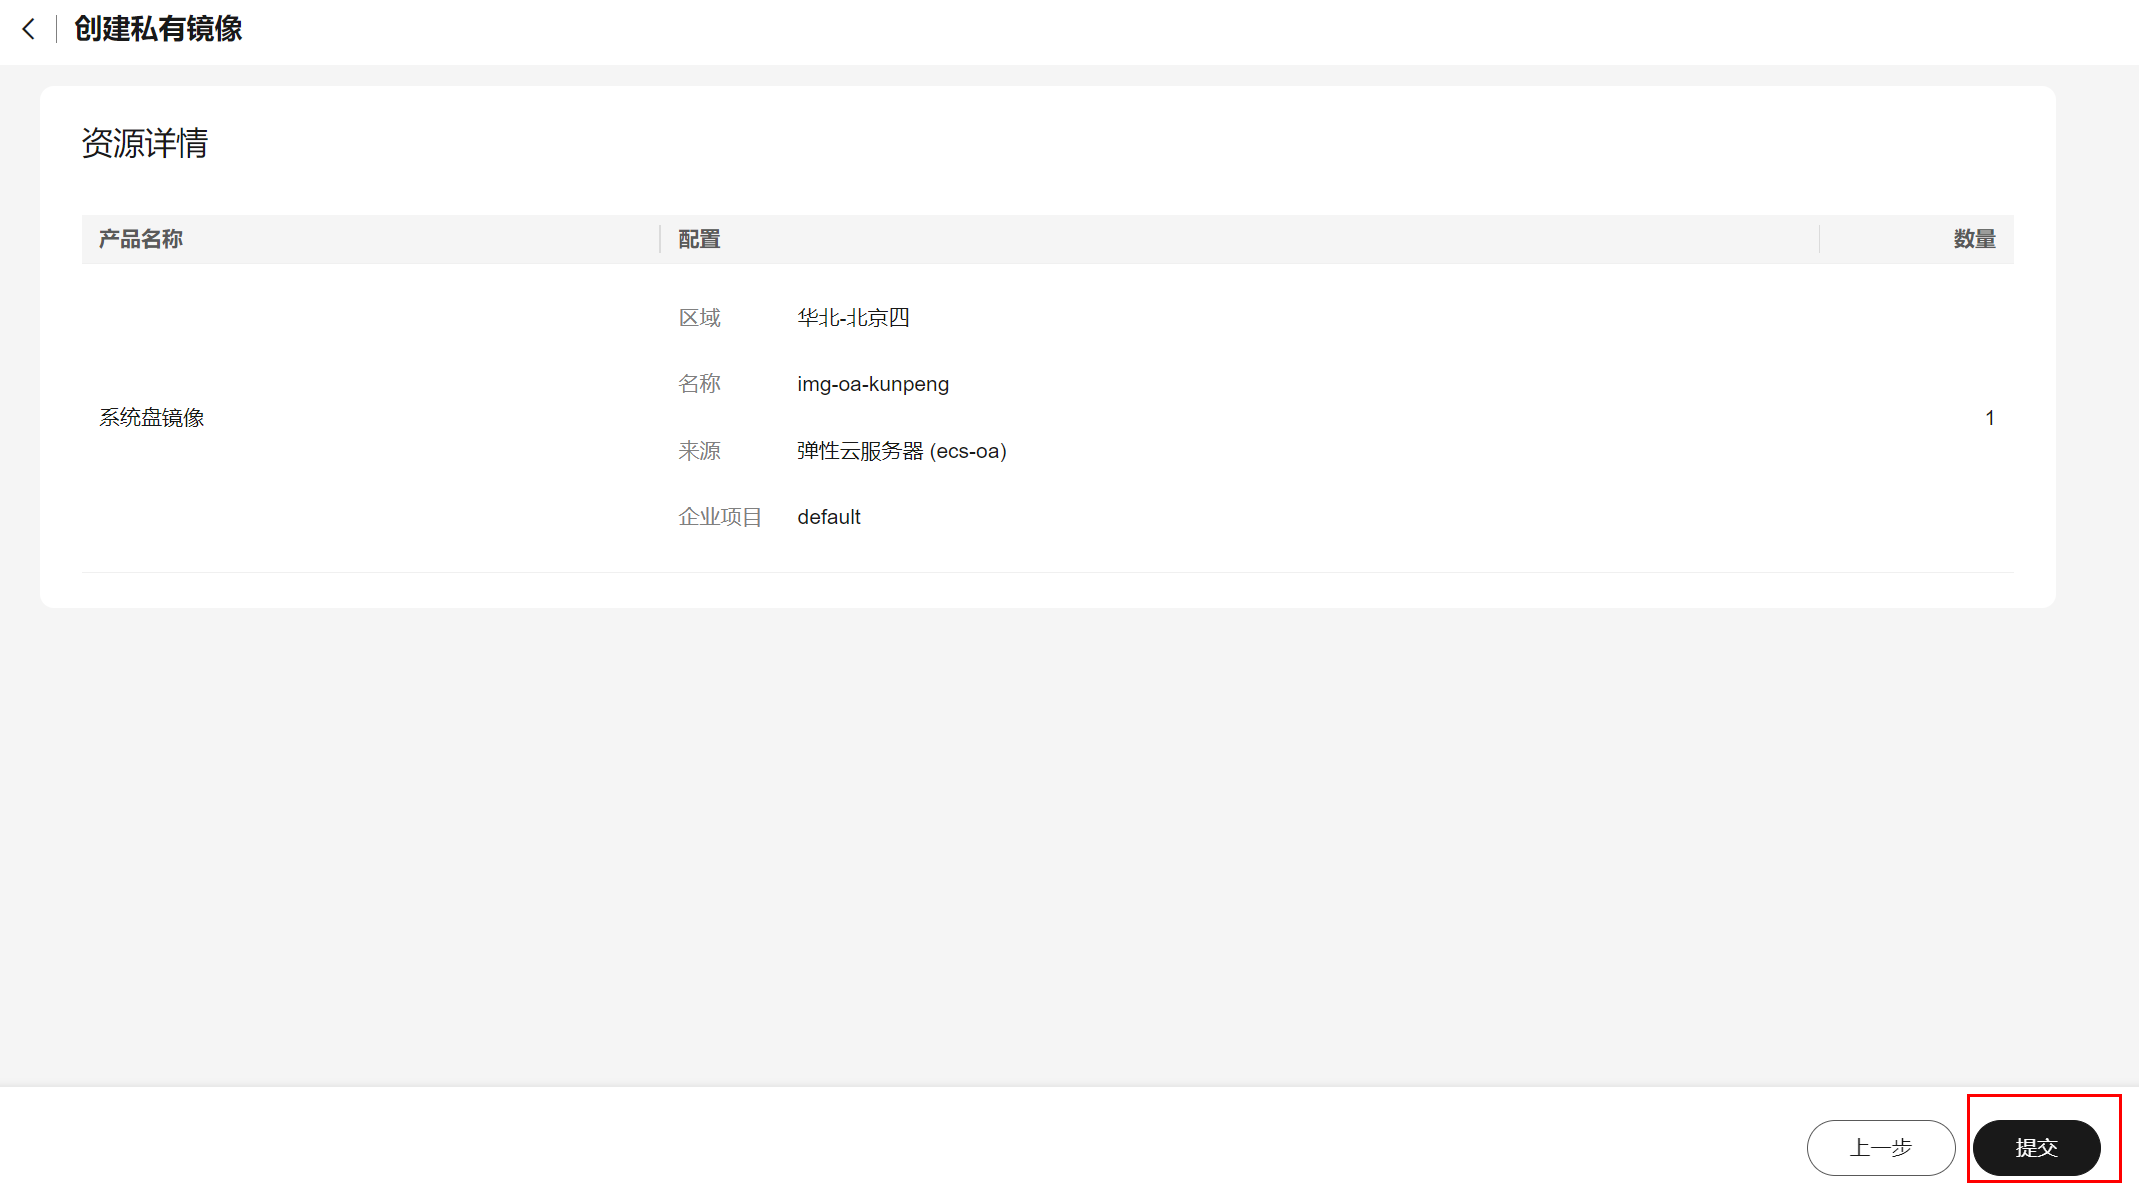 创建私有镜像
资源详情
产品名称 配置 数量
区域 华北-北京四
名称 img-oa-kunpeng
系统盘镜像 1
来源 弹性云服务器 (ecs-oa)
企业项目 default
上一步 提交